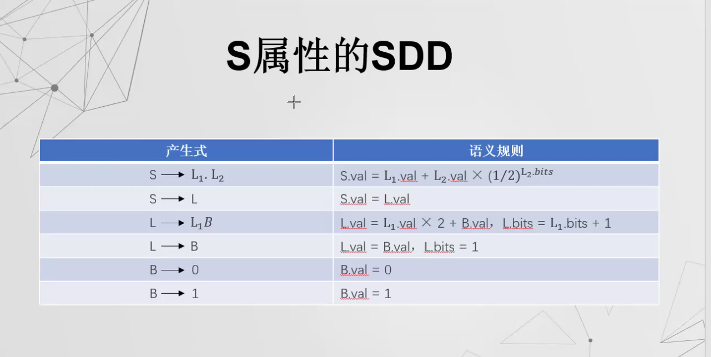 S属性的SDD
产生式 语义规则
S → L₁. L₂ S.val = L₁.val + L₂.val × (1/2)^L₂.bits
S → L S.val = L.val
L → L₁B L.val = L₁.val × 2 + B.val，L.bits = L₁.bits + 1
L → B L.val = B.val，L.bits = 1
B → 0 B.val = 0
B → 1 B.val = 1